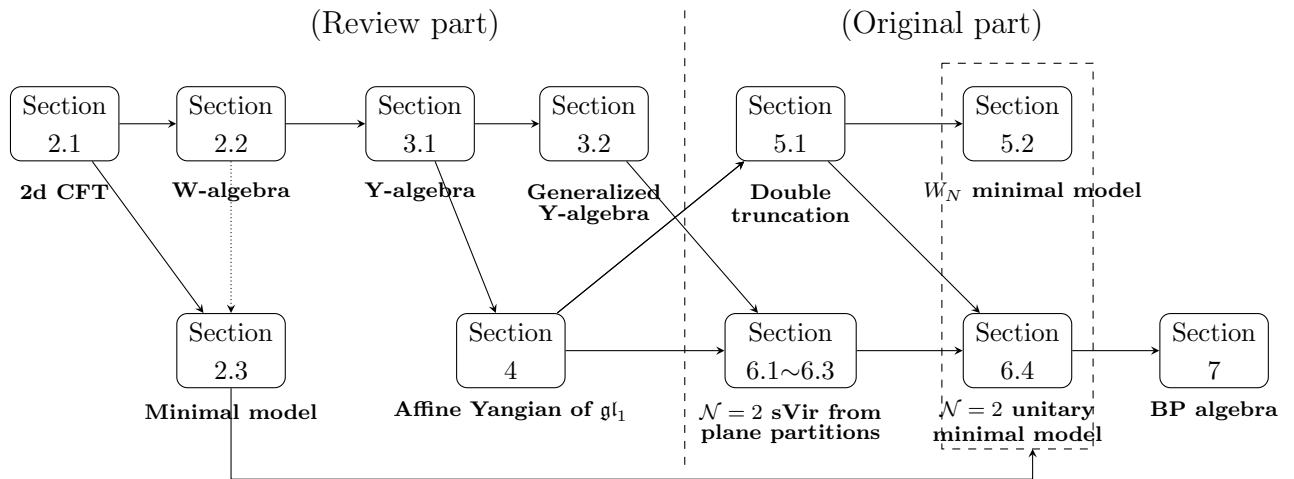 (Review part)
(Original part)
Section
2.1
2d CFT
Section
2.2
W-algebra
Section
3.1
Y-algebra
Section
3.2
Generalized
Y-algebra
Section
5.1
Double
truncation
Section
5.2
W_N minimal model
Section
2.3
Minimal model
Section
4
Affine Yangian of 𝔤𝔩₁
Section
6.1∼6.3
𝒩 = 2 sVir from
plane partitions
Section
6.4
𝒩 = 2 unitary
minimal model
Section
7
BP algebra